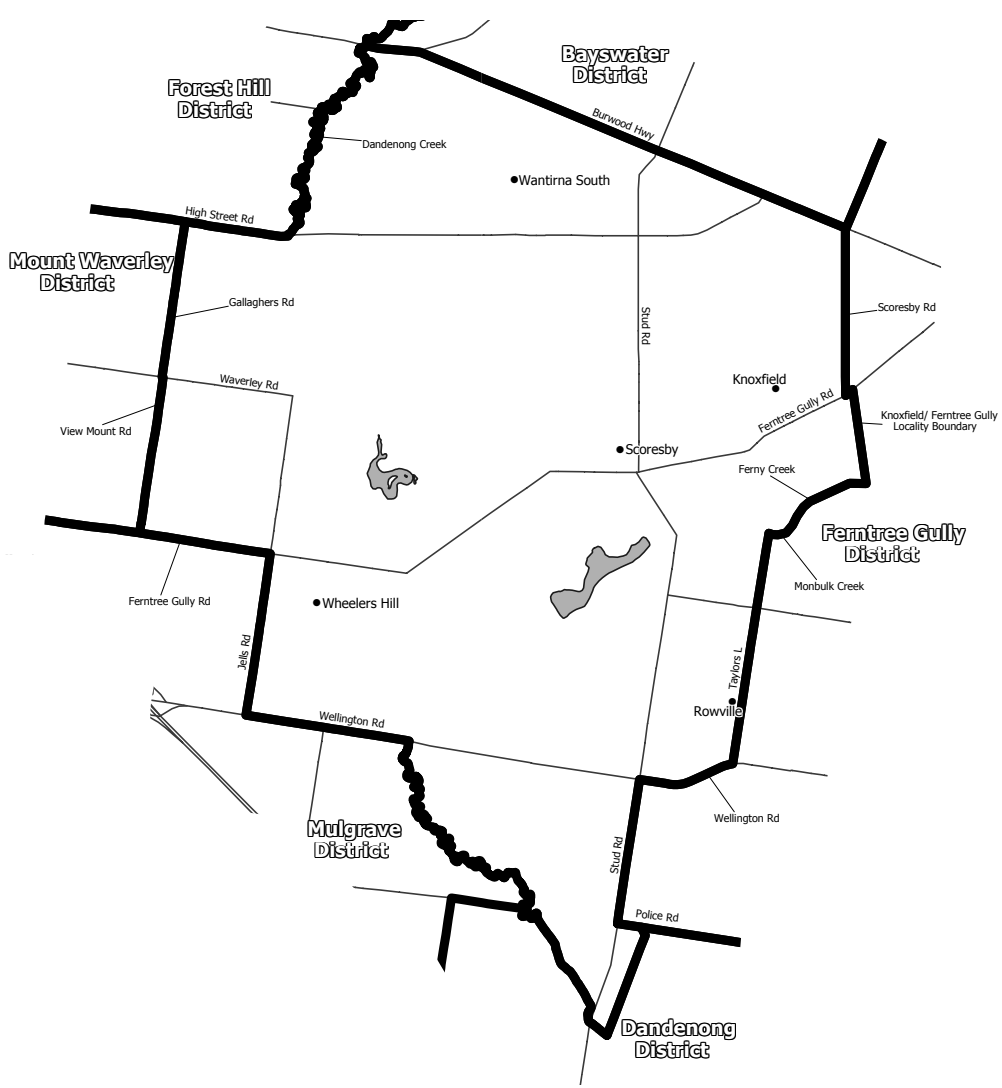 Bayswater
District
Forest Hill
District
Burwood Hwy
Dandenong Creek
Wantirna South
High Street Rd
Mount Waverley
District
Gallaghers Rd
Scoresby Rd
Stud Rd
Waverley Rd
Knoxfield
Ferntree Gully Rd
Knoxfield/ Ferntree Gully
Locality Boundary
View Mount Rd
Scoresby
Ferny Creek
Ferntree Gully
District
Monbulk Creek
Ferntree Gully Rd
Wheelers Hill
Jells Rd
Taylors L
Rowville
Wellington Rd
Wellington Rd
Mulgrave
District
Stud Rd
Police Rd
Dandenong
District